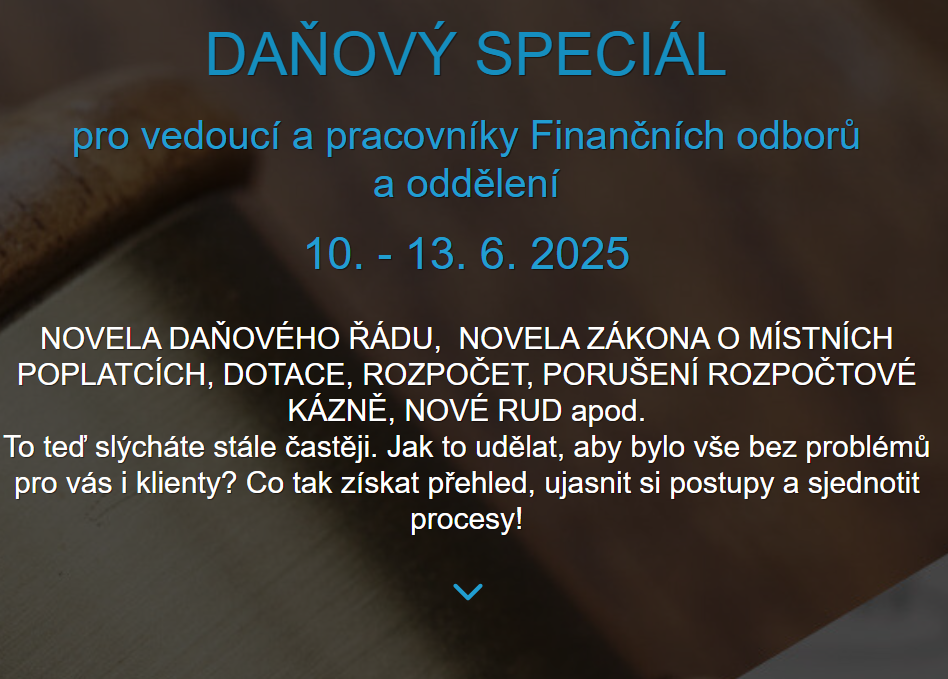 DAŇOVÝ SPECIÁL
pro vedoucí a pracovníky Finančních odborů
a oddělení
10. - 13. 6. 2025
NOVELA DAŇOVÉHO ŘÁDU,  NOVELA ZÁKONA O MÍSTNÍCH
POPLATCÍCH, DOTACE, ROZPOČET, PORUŠENÍ ROZPOČTOVÉ
KÁZNĚ, NOVÉ RUD apod.
To teď slýcháte stále častěji. Jak to udělat, aby bylo vše bez problémů
pro vás i klienty? Co tak získat přehled, ujasnit si postupy a sjednotit
procesy!